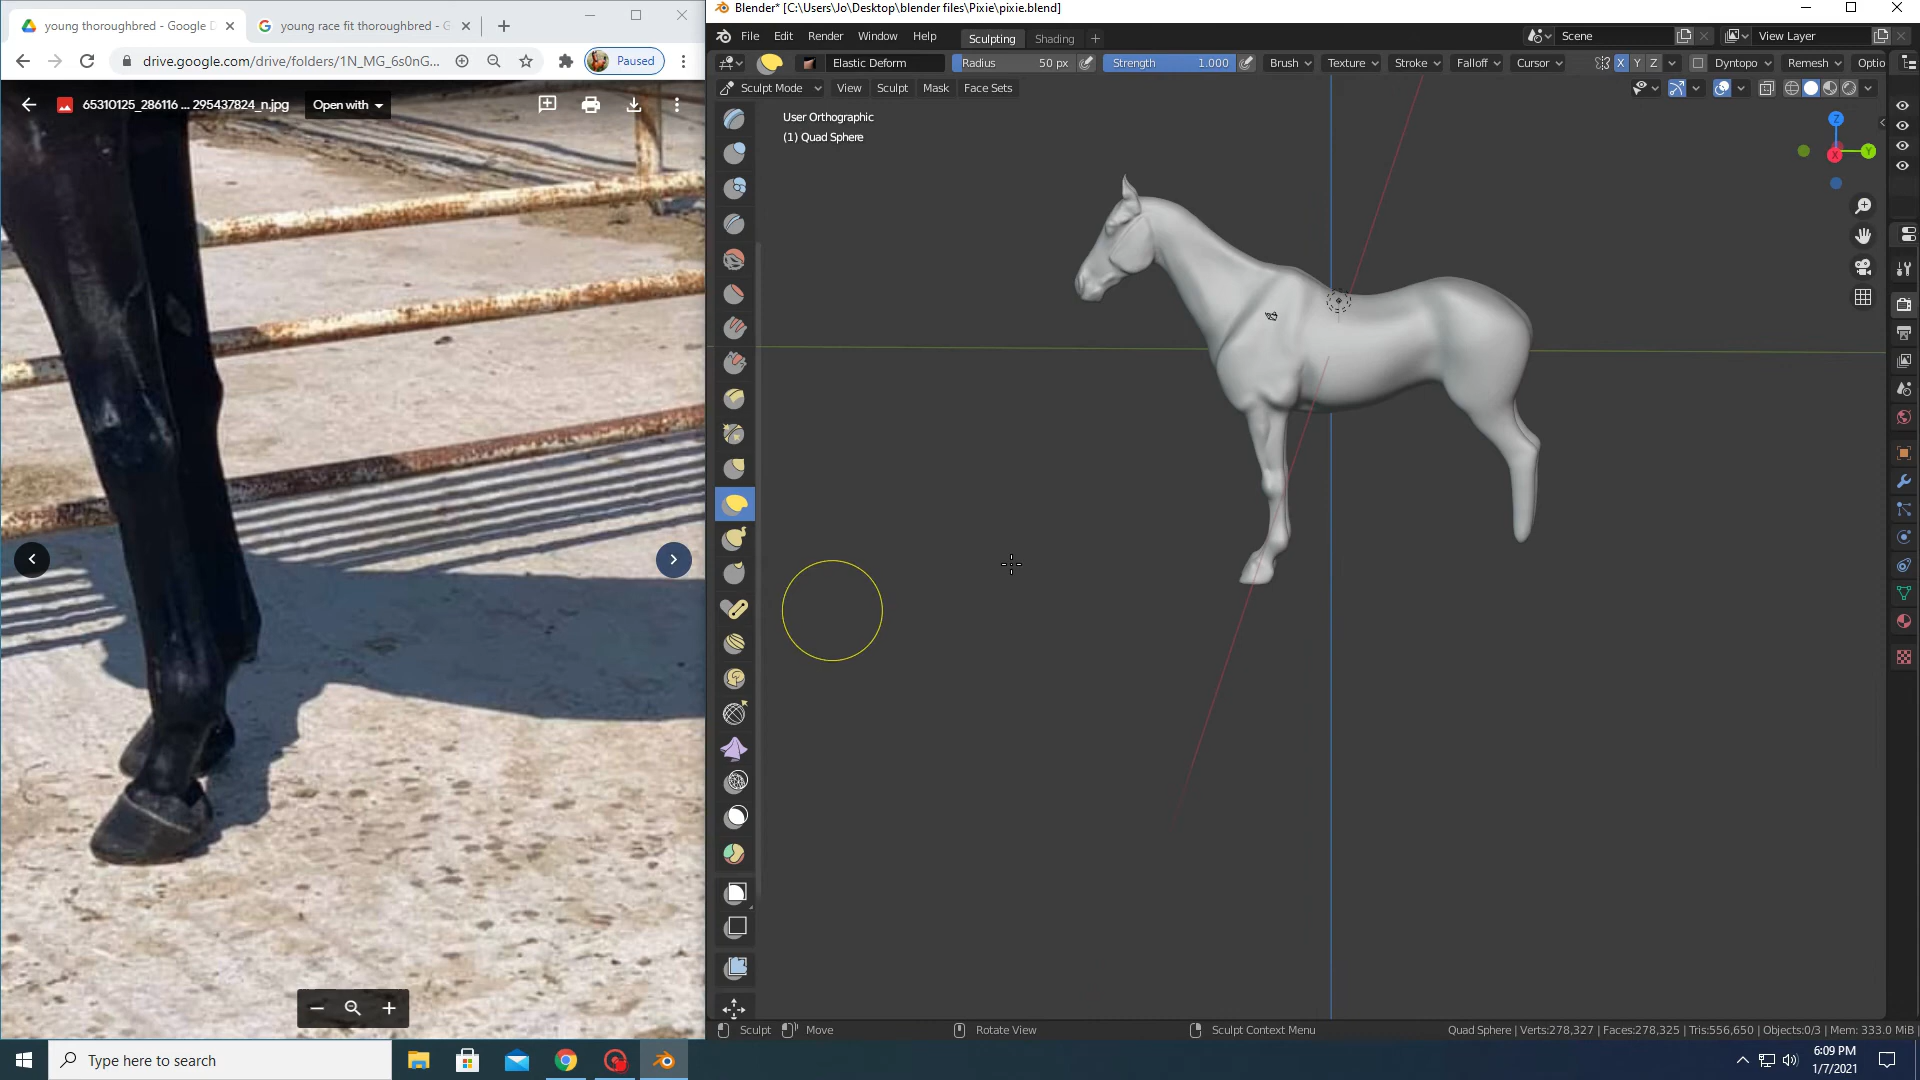 young thoroughbred - Google D
young race fit thoroughbred - G
drive.google.com/drive/folders/1N_MG_6s0nG...
Paused
65310125_286116 ... 295437824_n.jpg
Open with
Blender* [C:\Users\Jo\Desktop\blender files\Pixie\pixie.blend]
File Edit Render Window Help
Sculpting
Shading
Scene
View Layer
Elastic Deform
Radius 50 px
Strength 1.000
Brush
Texture
Stroke
Falloff
Cursor
X Y Z
Dyntopo
Remesh
Optio
Sculpt Mode
View Sculpt Mask Face Sets
User Orthographic
(1) Quad Sphere
Z
Y
X
Sculpt
Move
Rotate View
Sculpt Context Menu
Quad Sphere | Verts:278,327 | Faces:278,325 | Tris:556,650 | Objects:0/3 | Mem: 333.0 MiB
Type here to search
6:09 PM
1/7/2021